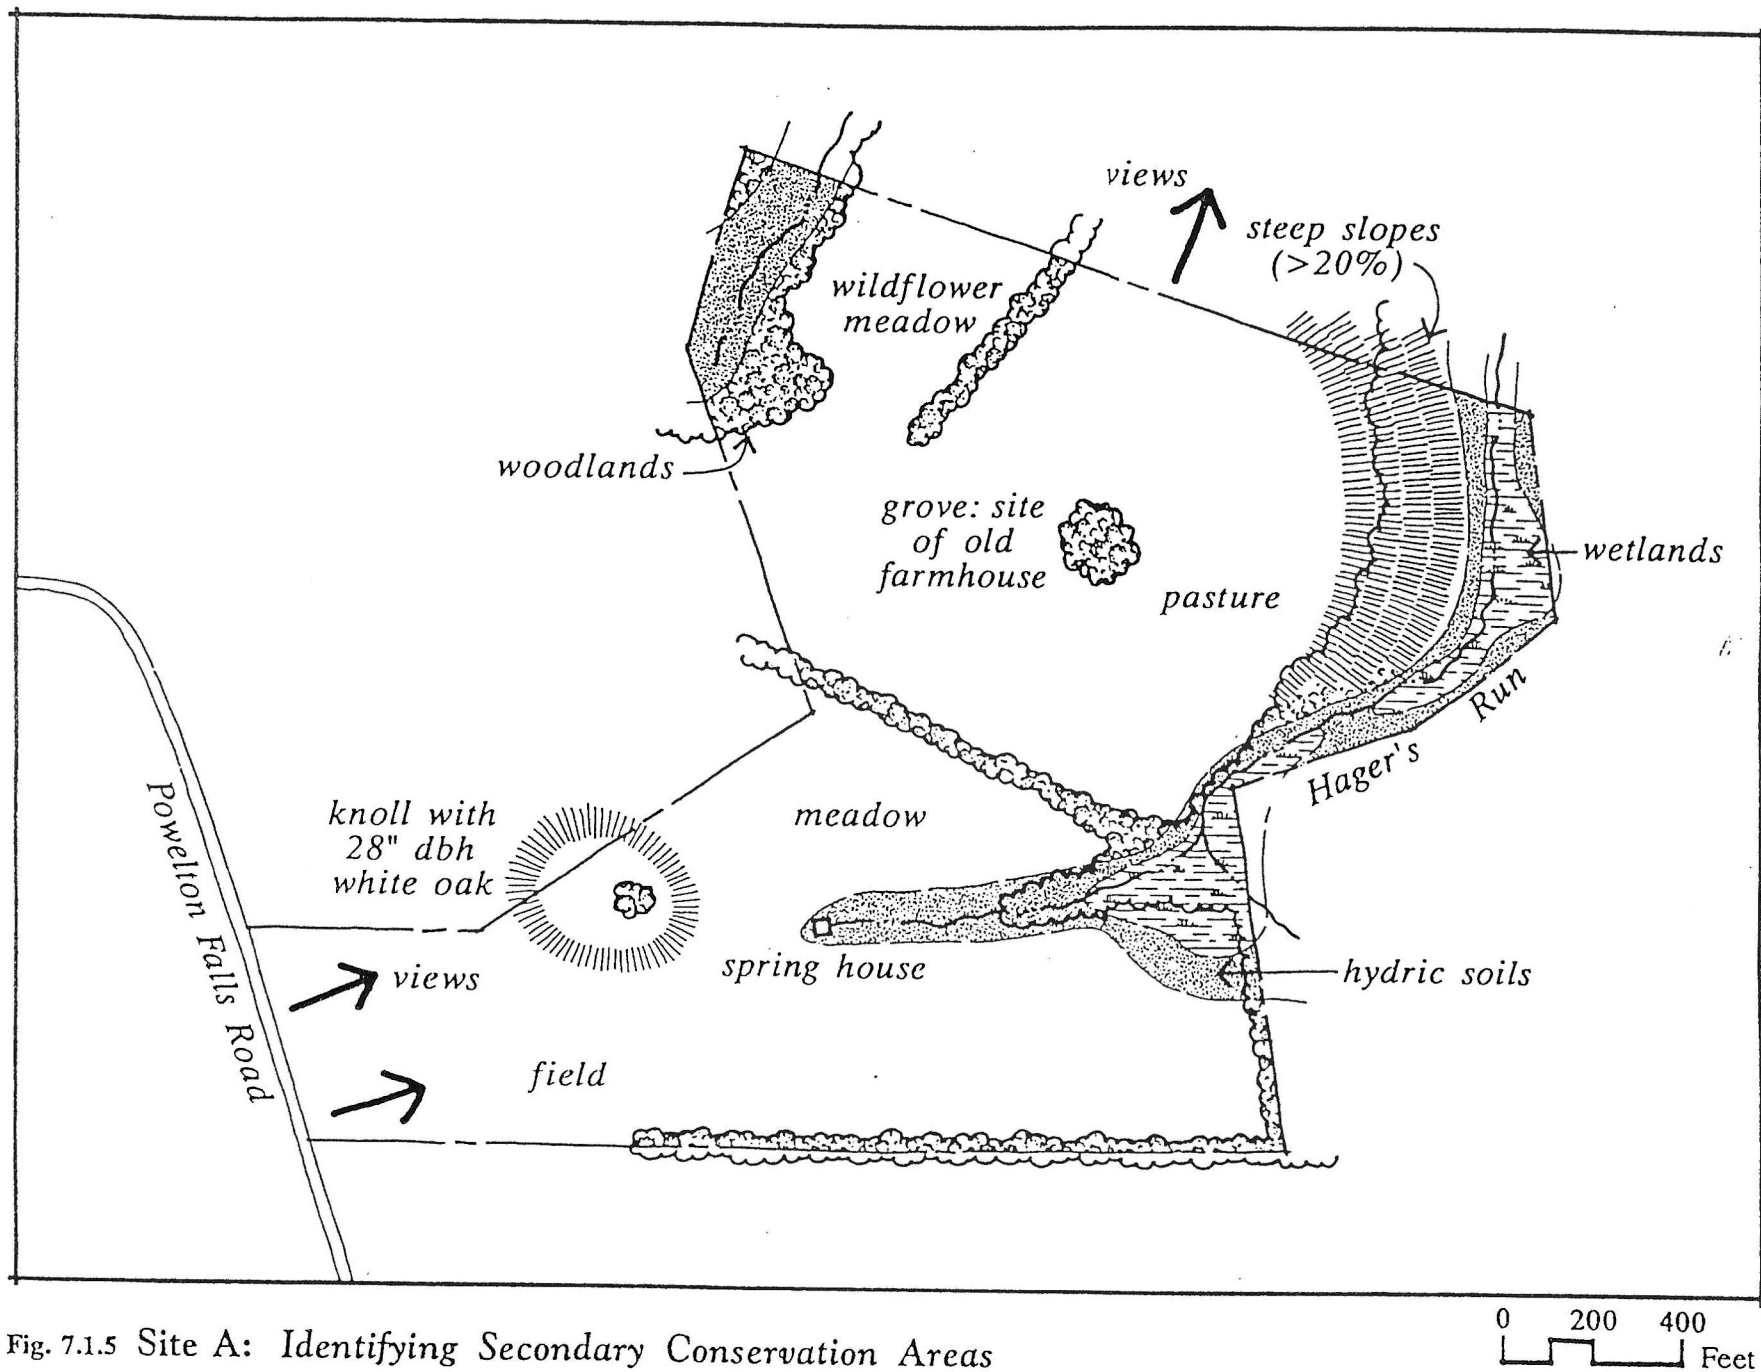 views
steep slopes
(>20%)
wildflower
meadow
woodlands
grove: site
of old
farmhouse
pasture
wetlands
Hager's Run
Powelton Falls Road
knoll with
28" dbh
white oak
meadow
spring house
hydric soils
views
field
Fig. 7.1.5 Site A: Identifying Secondary Conservation Areas
0 200 400
Feet